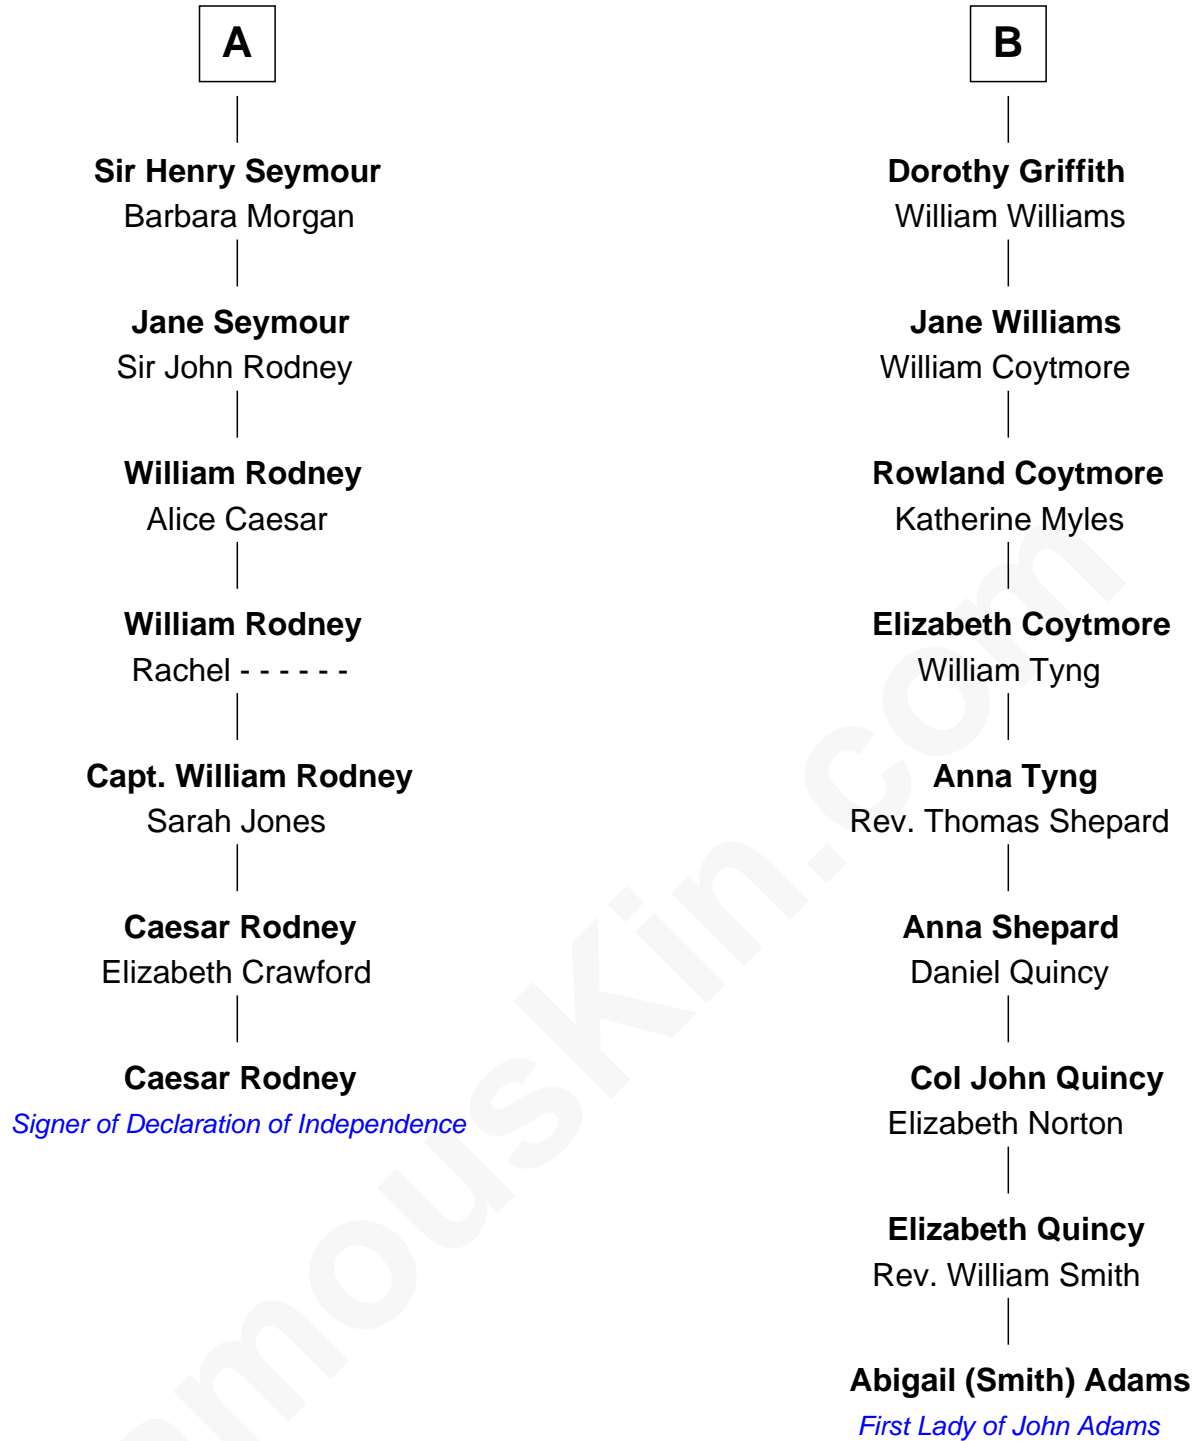 A
Sir Henry Seymour
Barbara Morgan
Jane Seymour
Sir John Rodney
William Rodney
Alice Caesar
William Rodney
Rachel - - - - - -
Capt. William Rodney
Sarah Jones
Caesar Rodney
Elizabeth Crawford
Caesar Rodney
Signer of Declaration of Independence
B
Dorothy Griffith
William Williams
Jane Williams
William Coytmore
Rowland Coytmore
Katherine Myles
Elizabeth Coytmore
William Tyng
Anna Tyng
Rev. Thomas Shepard
Anna Shepard
Daniel Quincy
Col John Quincy
Elizabeth Norton
Elizabeth Quincy
Rev. William Smith
Abigail (Smith) Adams
First Lady of John Adams
amousKin.com